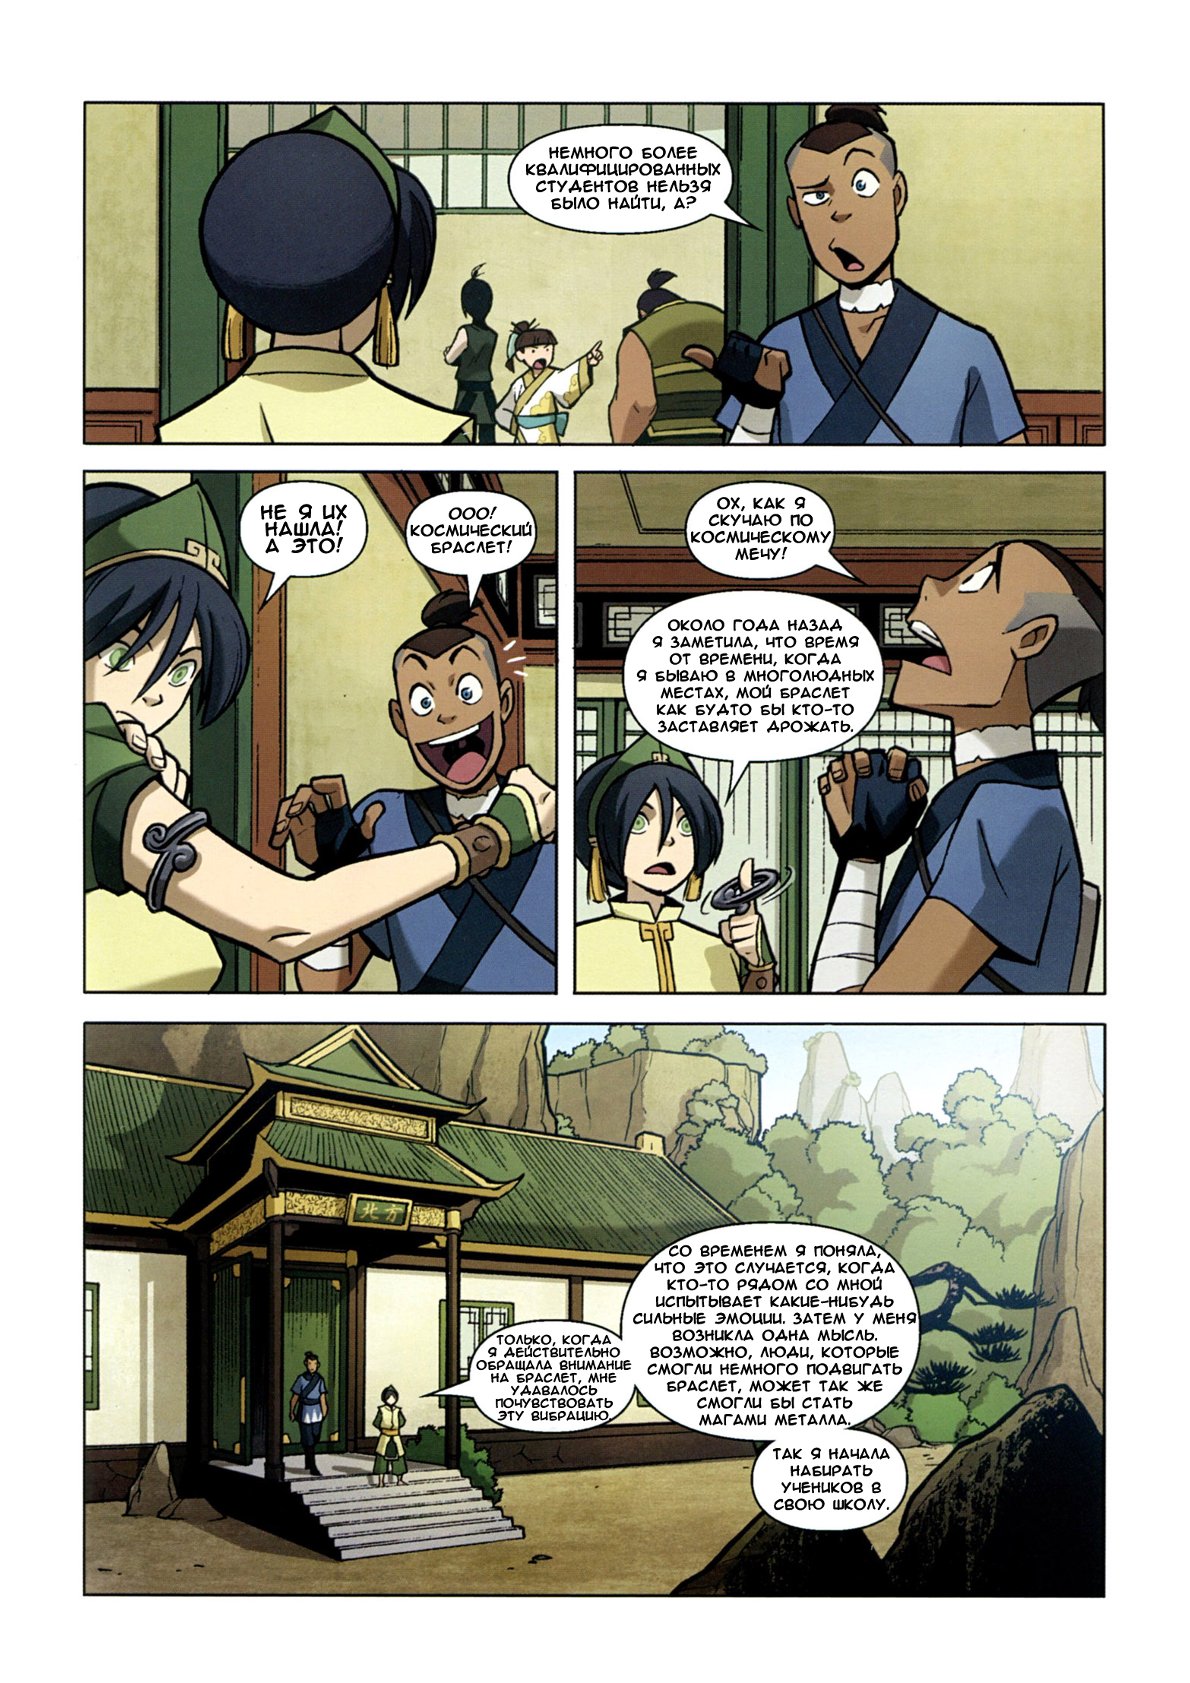 НЕМНОГО БОЛЕЕ
КВАЛИФИЦИРОВАННЫХ
СТУДЕНТОВ НЕЛЬЗЯ
БЫЛО НАЙТИ, А?
НЕ Я ИХ
НАШЛА!
А ЭТО!
ООО!
КОСМИЧЕСКИЙ
БРАСЛЕТ!
ОХ, КАК Я
СКУЧАЮ ПО
КОСМИЧЕСКОМУ
МЕЧУ!
ОКОЛО ГОДА НАЗАД
Я ЗАМЕТИЛА, ЧТО ВРЕМЯ
ОТ ВРЕМЕНИ, КОГДА
Я БЫВАЮ В МНОГОЛЮДНЫХ
МЕСТАХ, МОЙ БРАСЛЕТ
КАК БУДТО БЫ КТО-ТО
ЗАСТАВЛЯЕТ ДРОЖАТЬ.
北方
ТОЛЬКО, КОГДА
Я ДЕЙСТВИТЕЛЬНО
ОБРАЩАЛА ВНИМАНИЕ
НА БРАСЛЕТ, МНЕ
УДАВАЛОСЬ
ПОЧУВСТВОВАТЬ
ЭТУ ВИБРАЦИЮ.
СО ВРЕМЕНЕМ Я ПОНЯЛА,
ЧТО ЭТО СЛУЧАЕТСЯ, КОГДА
КТО-ТО РЯДОМ СО МНОЙ
ИСПЫТЫВАЕТ КАКИЕ-НИБУДЬ
СИЛЬНЫЕ ЭМОЦИИ. ЗАТЕМ У МЕНЯ
ВОЗНИКЛА ОДНА МЫСЛЬ.
ВОЗМОЖНО, ЛЮДИ, КОТОРЫЕ
СМОГЛИ НЕМНОГО ПОДВИГАТЬ
БРАСЛЕТ, МОЖЕТ ТАК ЖЕ
СМОГЛИ БЫ СТАТЬ
МАГАМИ МЕТАЛЛА.
ТАК Я НАЧАЛА
НАБИРАТЬ
УЧЕНИКОВ В
СВОЮ ШКОЛУ.